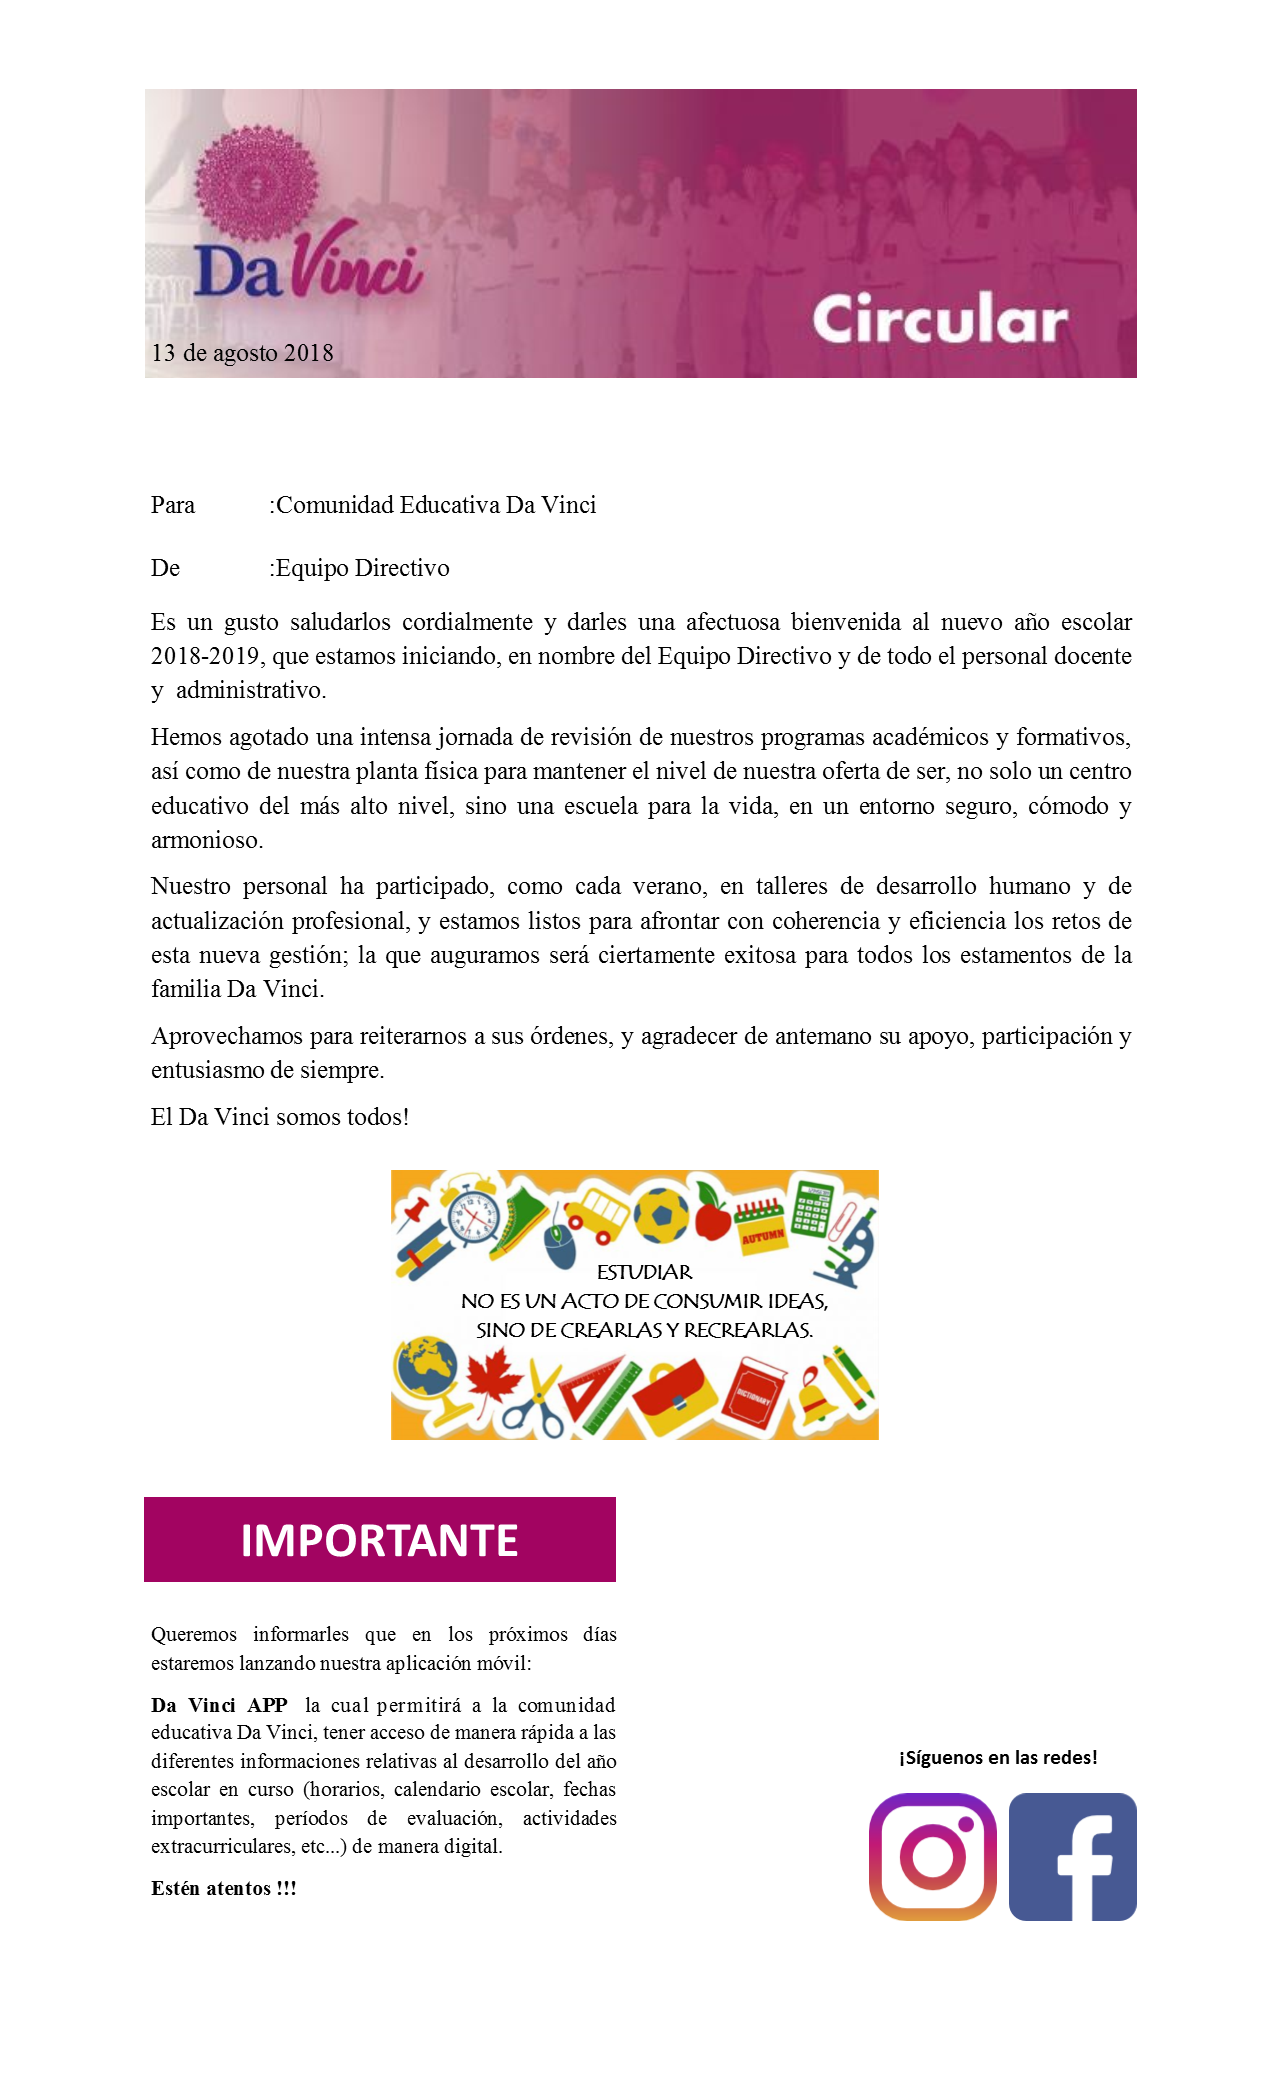 Da Vinci
Circular
13 de agosto 2018
Para :Comunidad Educativa Da Vinci
De :Equipo Directivo
Es un gusto saludarlos cordialmente y darles una afectuosa bienvenida al nuevo año escolar
2018-2019, que estamos iniciando, en nombre del Equipo Directivo y de todo el personal docente
y administrativo.
Hemos agotado una intensa jornada de revisión de nuestros programas académicos y formativos,
así como de nuestra planta física para mantener el nivel de nuestra oferta de ser, no solo un centro
educativo del más alto nivel, sino una escuela para la vida, en un entorno seguro, cómodo y
armonioso.
Nuestro personal ha participado, como cada verano, en talleres de desarrollo humano y de
actualización profesional, y estamos listos para afrontar con coherencia y eficiencia los retos de
esta nueva gestión; la que auguramos será ciertamente exitosa para todos los estamentos de la
familia Da Vinci.
Aprovechamos para reiterarnos a sus órdenes, y agradecer de antemano su apoyo, participación y
entusiasmo de siempre.
El Da Vinci somos todos!
AUTUMN
ESTUDIAR
NO ES UN ACTO DE CONSUMIR IDEAS,
SINO DE CREARLAS Y RECREARLAS.
DICTIONARY
IMPORTANTE
Queremos informarles que en los próximos días
estaremos lanzando nuestra aplicación móvil:
Da Vinci APP la cual permitirá a la comunidad
educativa Da Vinci, tener acceso de manera rápida a las
diferentes informaciones relativas al desarrollo del año
escolar en curso (horarios, calendario escolar, fechas
importantes, períodos de evaluación, actividades
extracurriculares, etc...) de manera digital.
Estén atentos !!!
¡Síguenos en las redes!